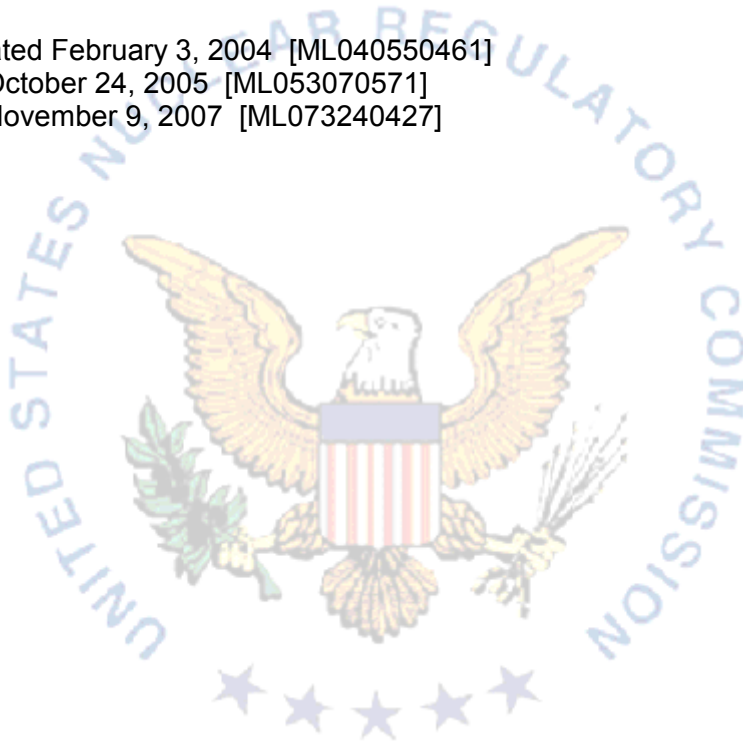 ated February 3, 2004 [ML040550461]
October 24, 2005 [ML053070571]
November 9, 2007 [ML073240427]
UNITED STATES NUCLEAR REGULATORY COMMISSION